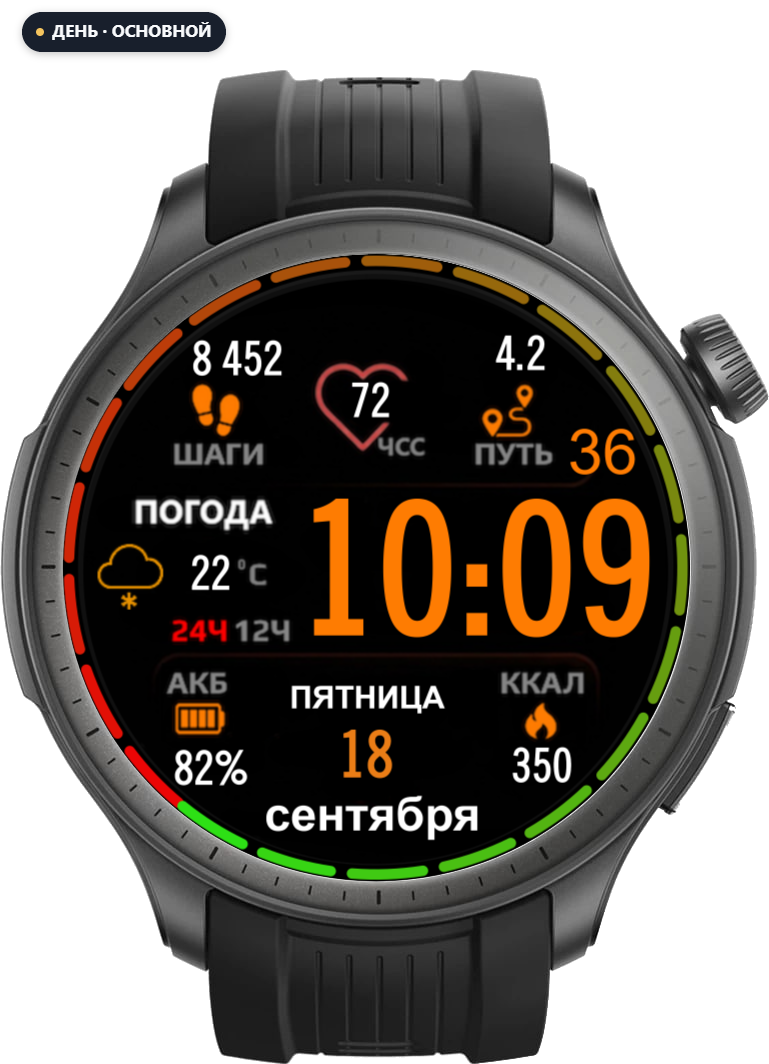 ДЕНЬ · ОСНОВНОЙ
8 452
72
4.2
ШАГИ
ЧСС
ПУТЬ
36
ПОГОДА
10:09
22 °C
24Ч 12Ч
АКБ
ПЯТНИЦА
ККАЛ
18
82%
350
сентября